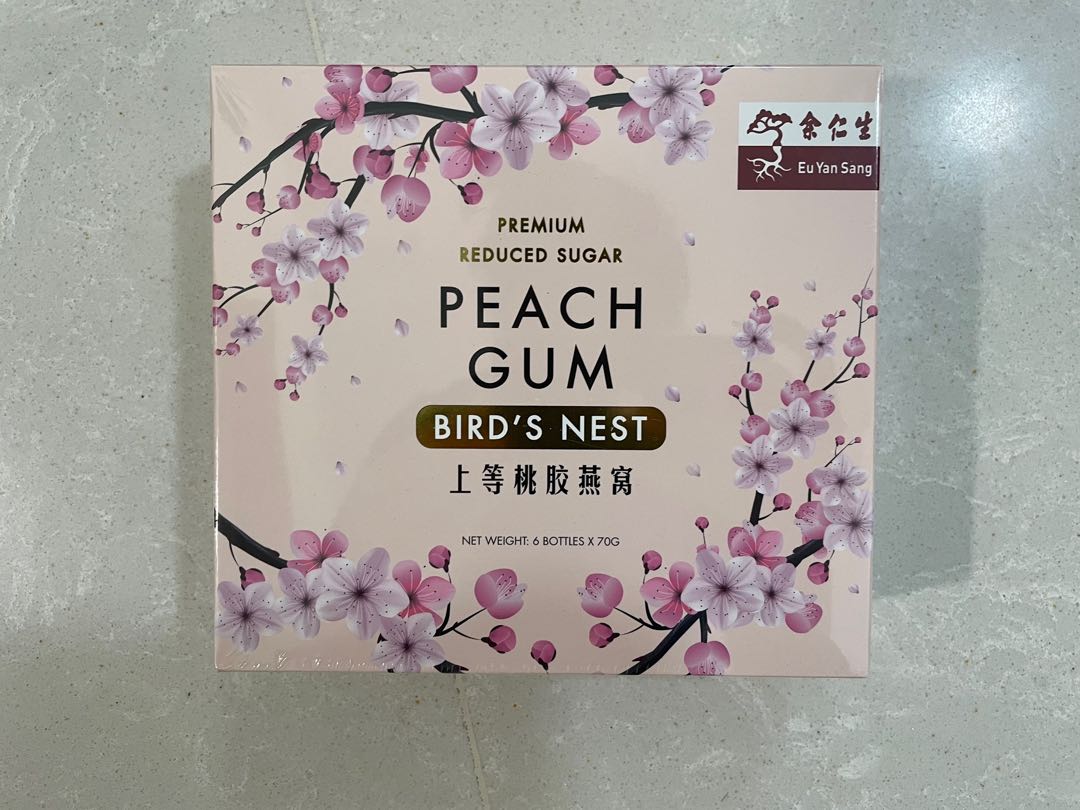 余仁生
Eu Yan Sang
PREMIUM
REDUCED SUGAR
PEACH
GUM
BIRD'S NEST
上等桃胶燕窝
NET WEIGHT: 6 BOTTLES X 70G